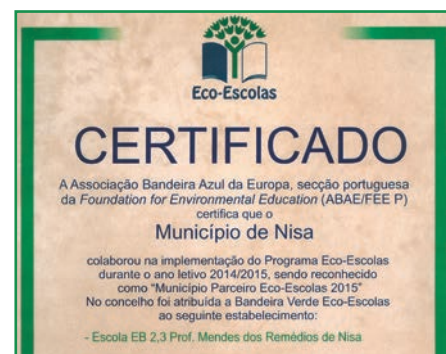 Eco-Escolas
CERTIFICADO
A Associação Bandeira Azul da Europa, secção portuguesa
da Foundation for Environmental Education (ABAE/FEE P)
certifica que o
Município de Nisa
colaborou na implementação do Programa Eco-Escolas
durante o ano letivo 2014/2015, sendo reconhecido
como "Município Parceiro Eco-Escolas 2015"
No concelho foi atribuída a Bandeira Verde Eco-Escolas
ao seguinte estabelecimento:
- Escola EB 2,3 Prof. Mendes dos Remédios de Nisa